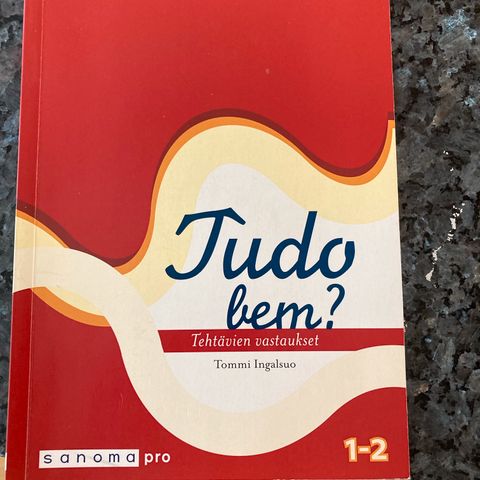 Tudo
bem?
Tehtävien vastaukset
Tommi Ingalsuo
sanoma pro
1-2